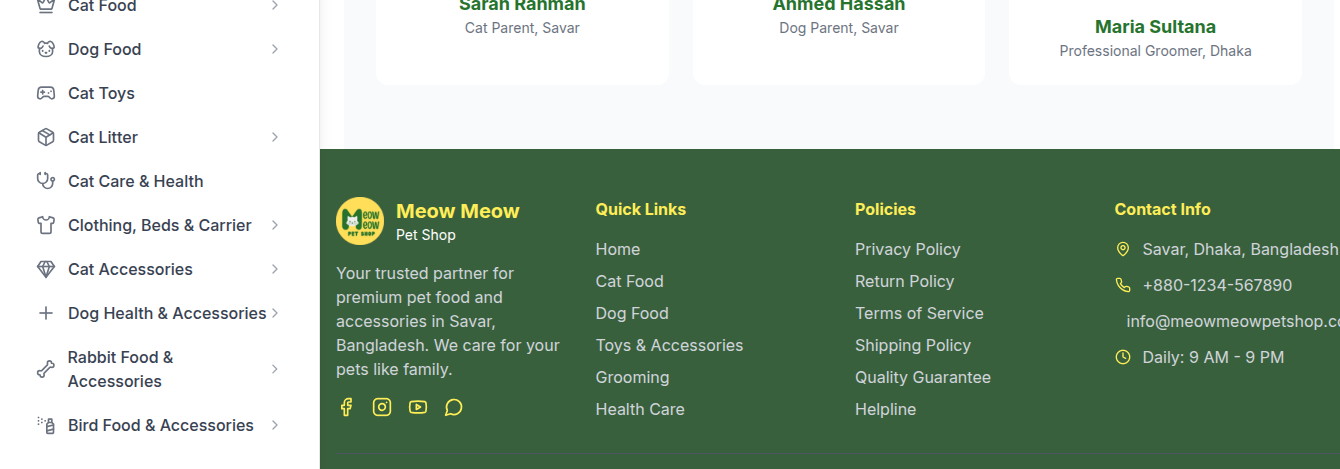 Cat Food
Dog Food
Cat Toys
Cat Litter
Cat Care & Health
Clothing, Beds & Carrier
Cat Accessories
Dog Health & Accessories
Rabbit Food &
Accessories
Bird Food & Accessories
Sarah Rahman
Cat Parent, Savar
Ahmed Hassan
Dog Parent, Savar
Maria Sultana
Professional Groomer, Dhaka
Meow
Meow
PET SHOP
Meow Meow
Pet Shop
Your trusted partner for
premium pet food and
accessories in Savar,
Bangladesh. We care for your
pets like family.
Quick Links
Home
Cat Food
Dog Food
Toys & Accessories
Grooming
Health Care
Policies
Privacy Policy
Return Policy
Terms of Service
Shipping Policy
Quality Guarantee
Helpline
Contact Info
Savar, Dhaka, Bangladesh
+880-1234-567890
info@meowmeowpetshop.co
Daily: 9 AM - 9 PM